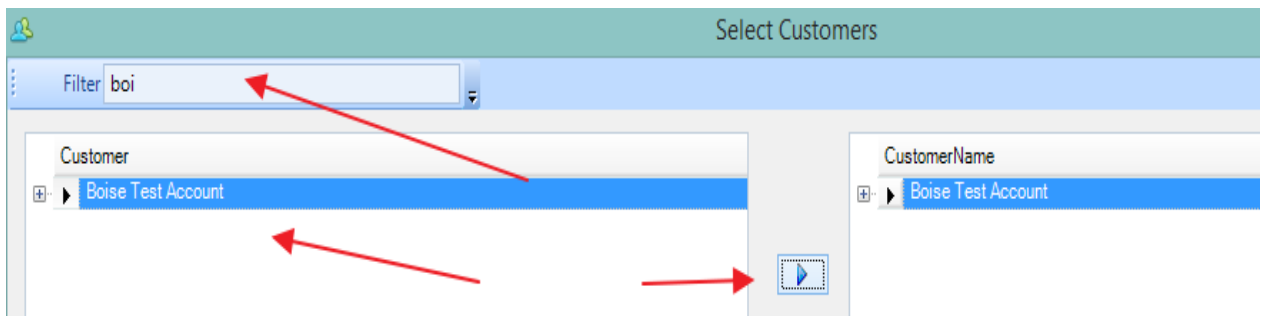 Select Customers
Filter boi
Customer
CustomerName
Boise Test Account
Boise Test Account